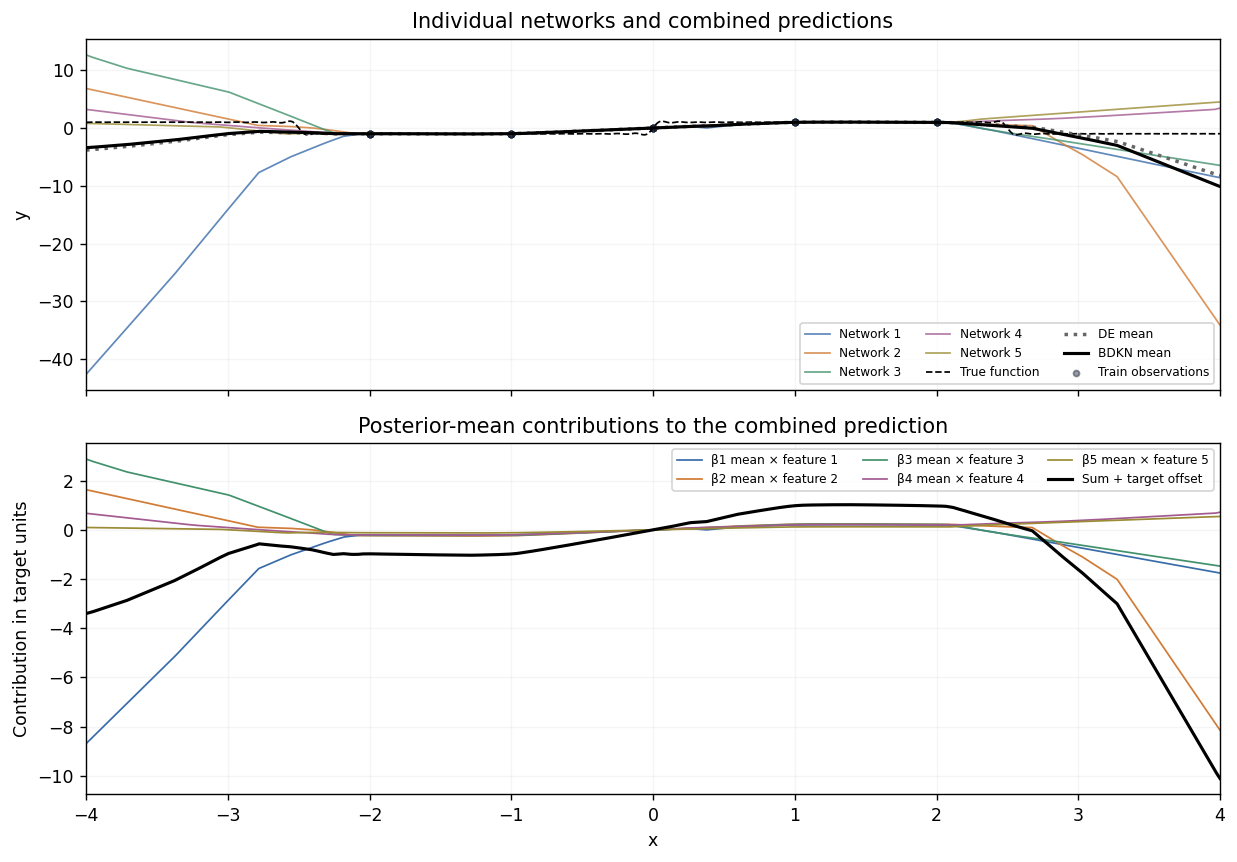 Individual networks and combined predictions
10
0
−10
−20
−30
−40
y
Network 1
Network 2
Network 3
Network 4
Network 5
True function
DE mean
BDKN mean
Train observations
Posterior-mean contributions to the combined prediction
2
0
−2
−4
−6
−8
−10
Contribution in target units
β1 mean × feature 1
β2 mean × feature 2
β3 mean × feature 3
β4 mean × feature 4
β5 mean × feature 5
Sum + target offset
−4 −3 −2 −1 0 1 2 3 4
x